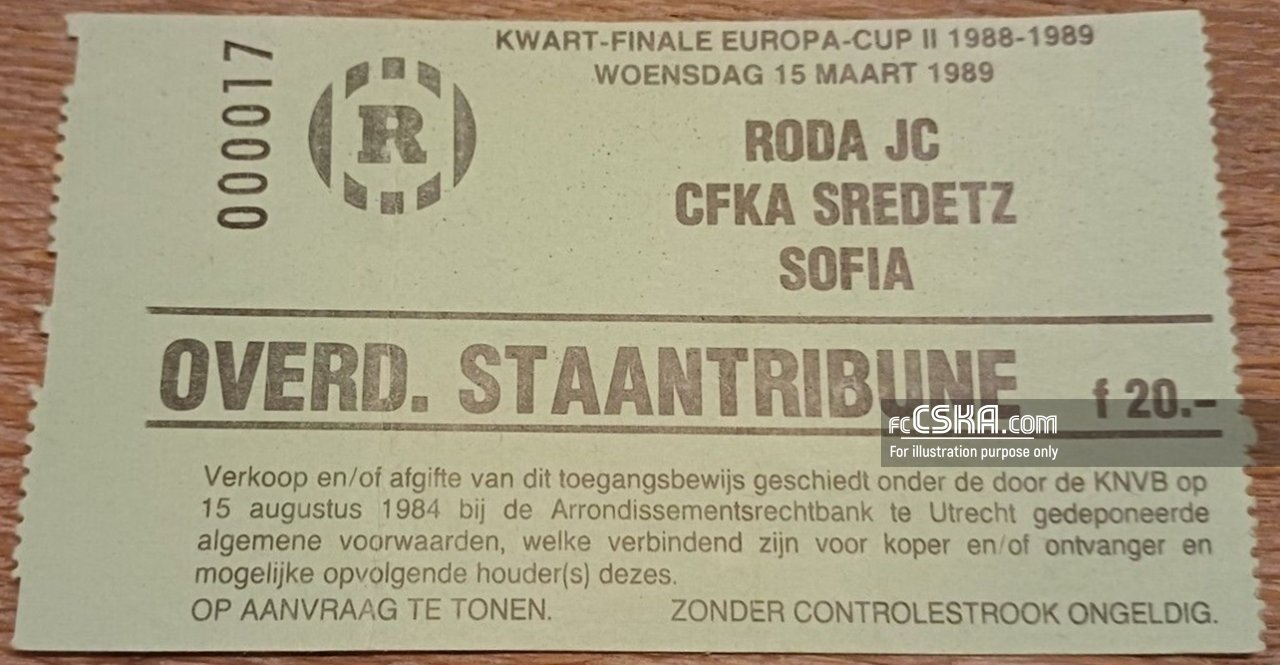 000017
R
KWART-FINALE EUROPA-CUP II 1988-1989
WOENSDAG 15 MAART 1989
RODA JC
CFKA SREDETZ
SOFIA
OVERD. STAANTRIBUNE f 20.-
fcCSKA.com
For illustration purpose only
Verkoop en/of afgifte van dit toegangsbewijs geschiedt onder de door de KNVB op
15 augustus 1984 bij de Arrondissementsrechtbank te Utrecht gedeponeerde
algemene voorwaarden, welke verbindend zijn voor koper en/of ontvanger en
mogelijke opvolgende houder(s) dezes.
OP AANVRAAG TE TONEN. ZONDER CONTROLESTROOK ONGELDIG.